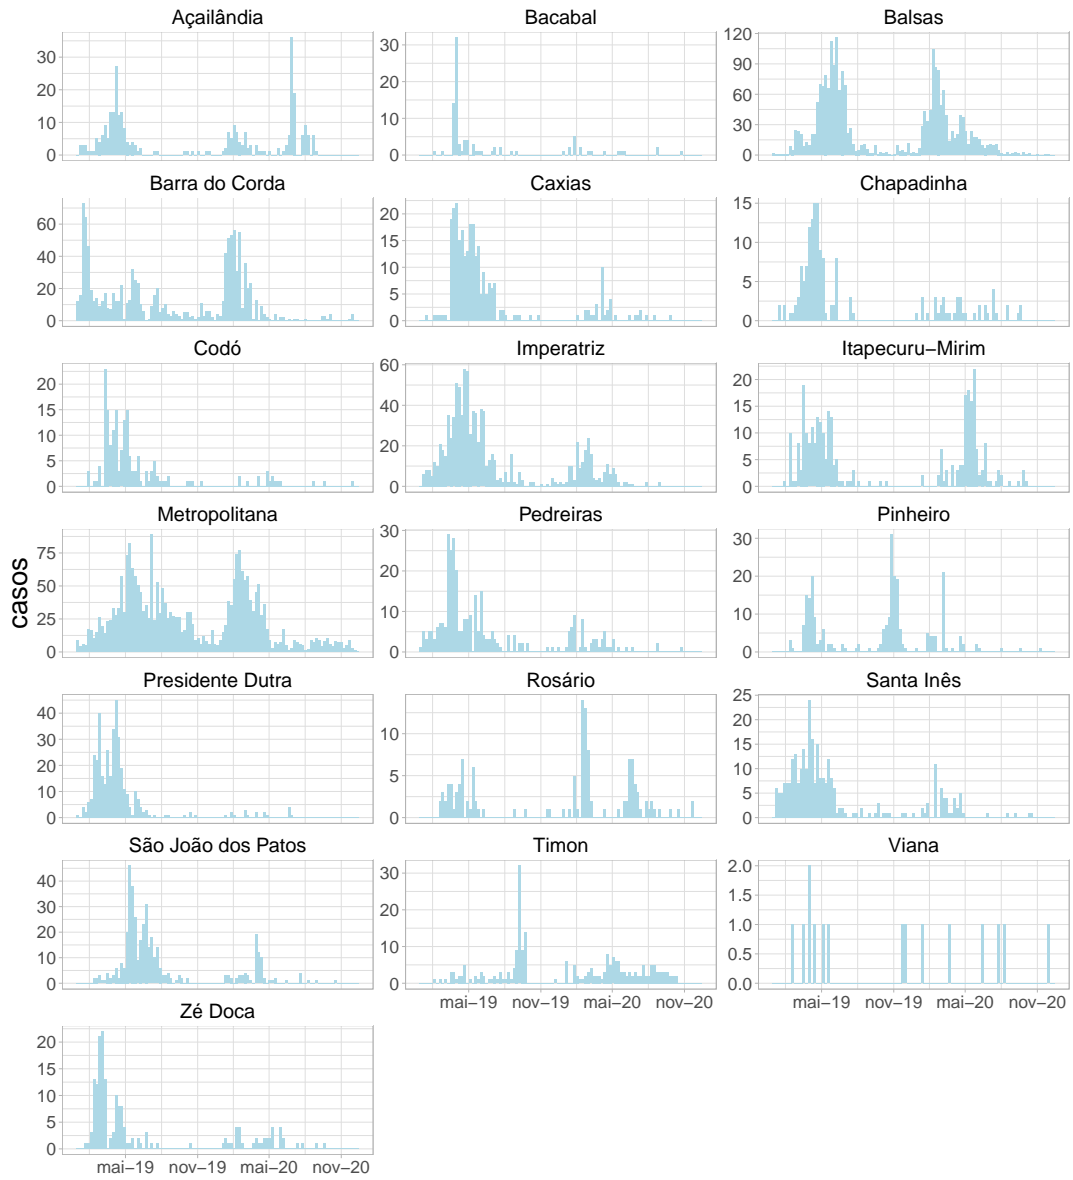 Açailândia Bacabal Balsas
30 20 10 0
30 20 10 0
120 90 60 30 0
Barra do Corda Caxias Chapadinha
60 40 20 0
20 15 10 5 0
15 10 5 0
Codó Imperatriz Itapecuru−Mirim
20 15 10 5 0
60 40 20 0
20 15 10 5 0
Metropolitana Pedreiras Pinheiro
casos
75 50 25 0
30 20 10 0
30 20 10 0
Presidente Dutra Rosário Santa Inês
40 30 20 10 0
10 5 0
25 20 15 10 5 0
São João dos Patos Timon Viana
40 30 20 10 0
30 20 10 0
2.0 1.5 1.0 0.5 0.0
mai−19 nov−19 mai−20 nov−20
mai−19 nov−19 mai−20 nov−20
Zé Doca
20 15 10 5 0
mai−19 nov−19 mai−20 nov−20